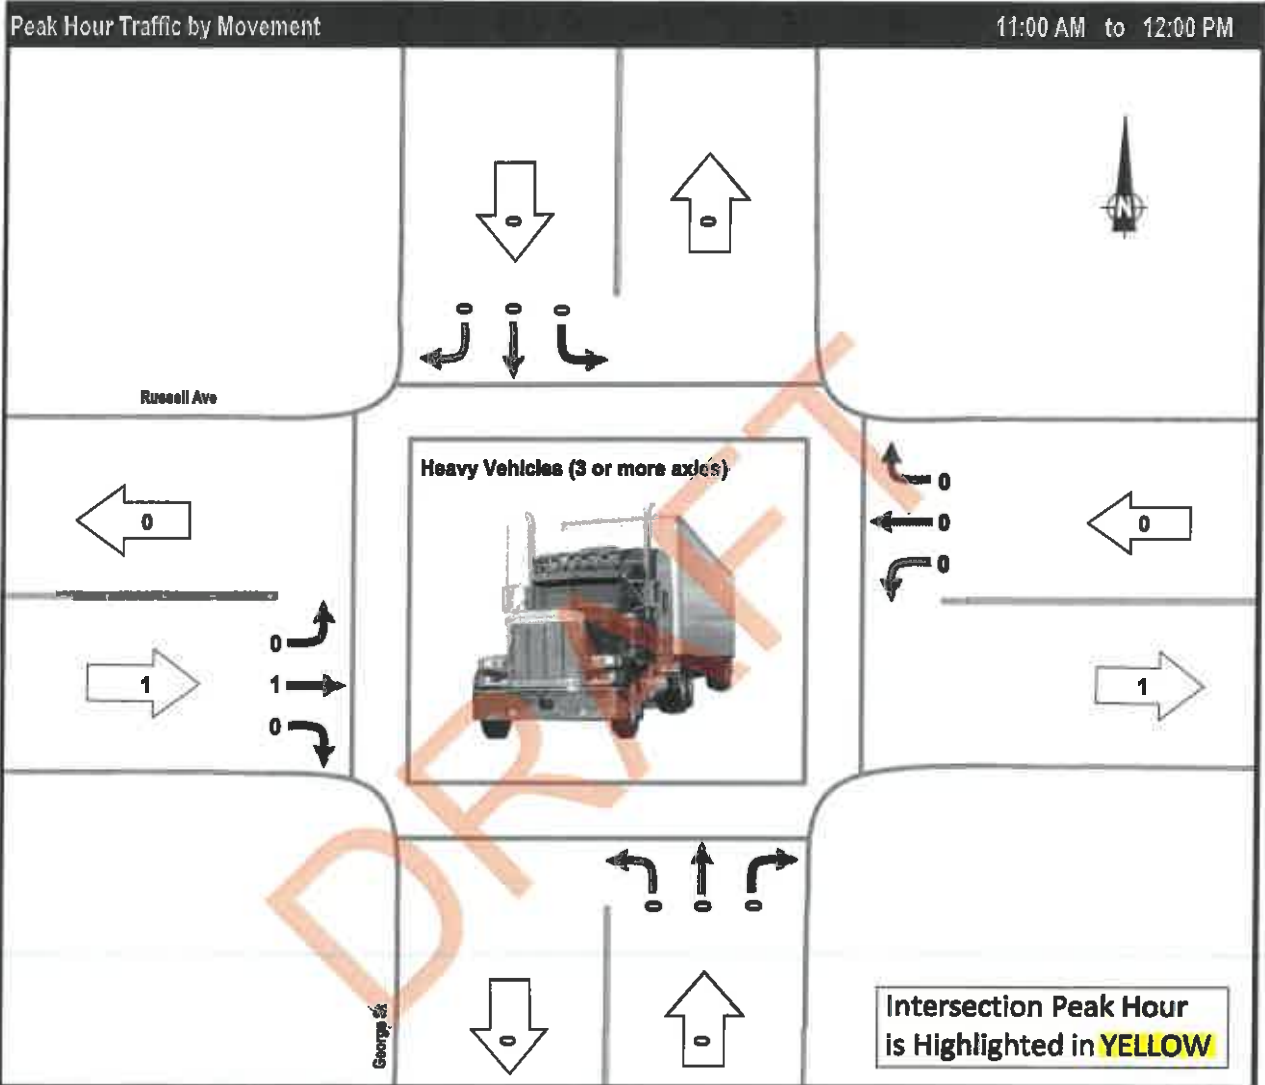 Peak Hour Traffic by Movement 11:00 AM to 12:00 PM
0 0
0 0 0
N
Russell Ave
Heavy Vehicles (3 or more axles)
0
0 0 0
0
0
1 1 1
0
DRAFT
0 0 0
George St
0 0
Intersection Peak Hour
is Highlighted in YELLOW